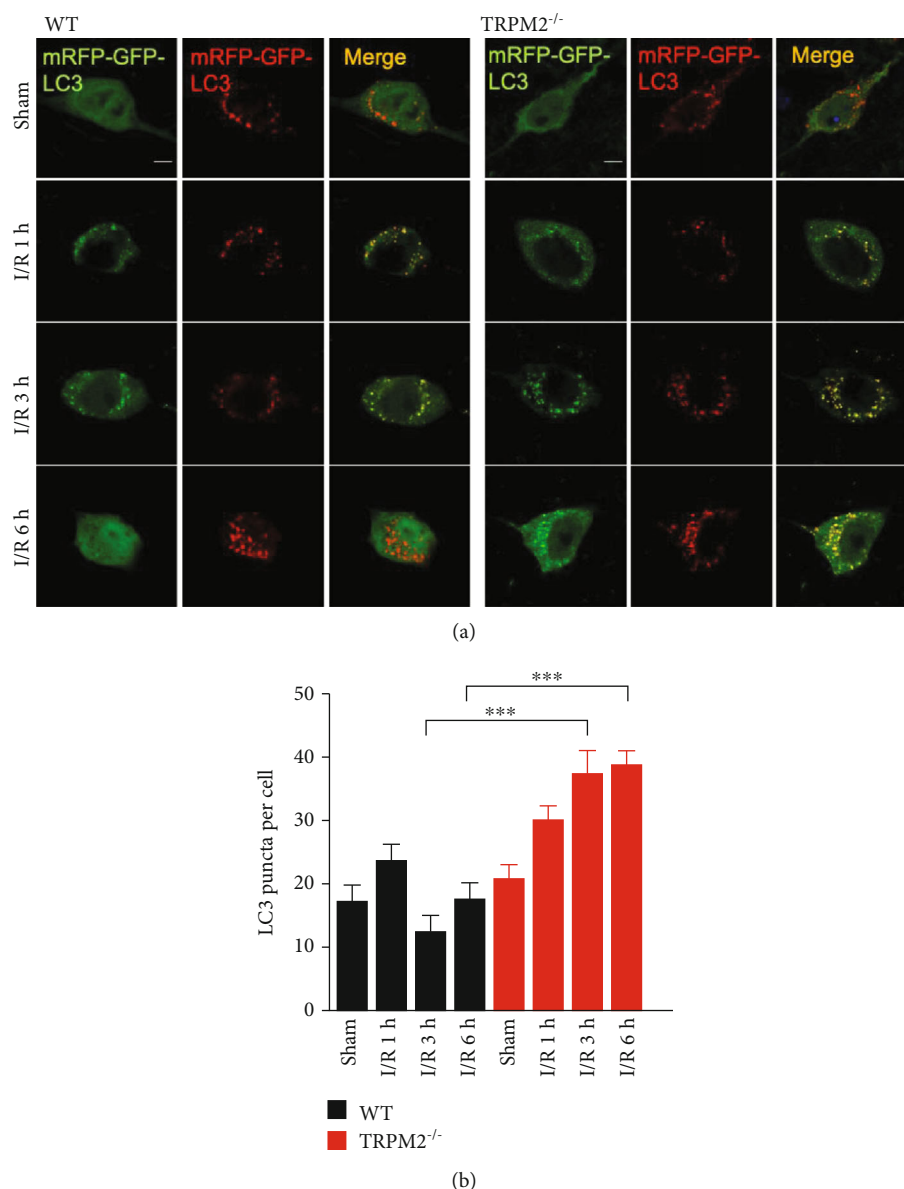 (a)
WT
TRPM2-/-
Sham
mRFP-GFP-
LC3
mRFP-GFP-
LC3
Merge
mRFP-GFP-
LC3
mRFP-GFP-
LC3
Merge
I/R 1 h
I/R 3 h
I/R 6 h
(a)
LC3 puncta per cell
50
40
30
20
10
0
***
***
Sham
I/R 1 h
I/R 3 h
I/R 6 h
Sham
I/R 1 h
I/R 3 h
I/R 6 h
WT
TRPM2-/-
(b)